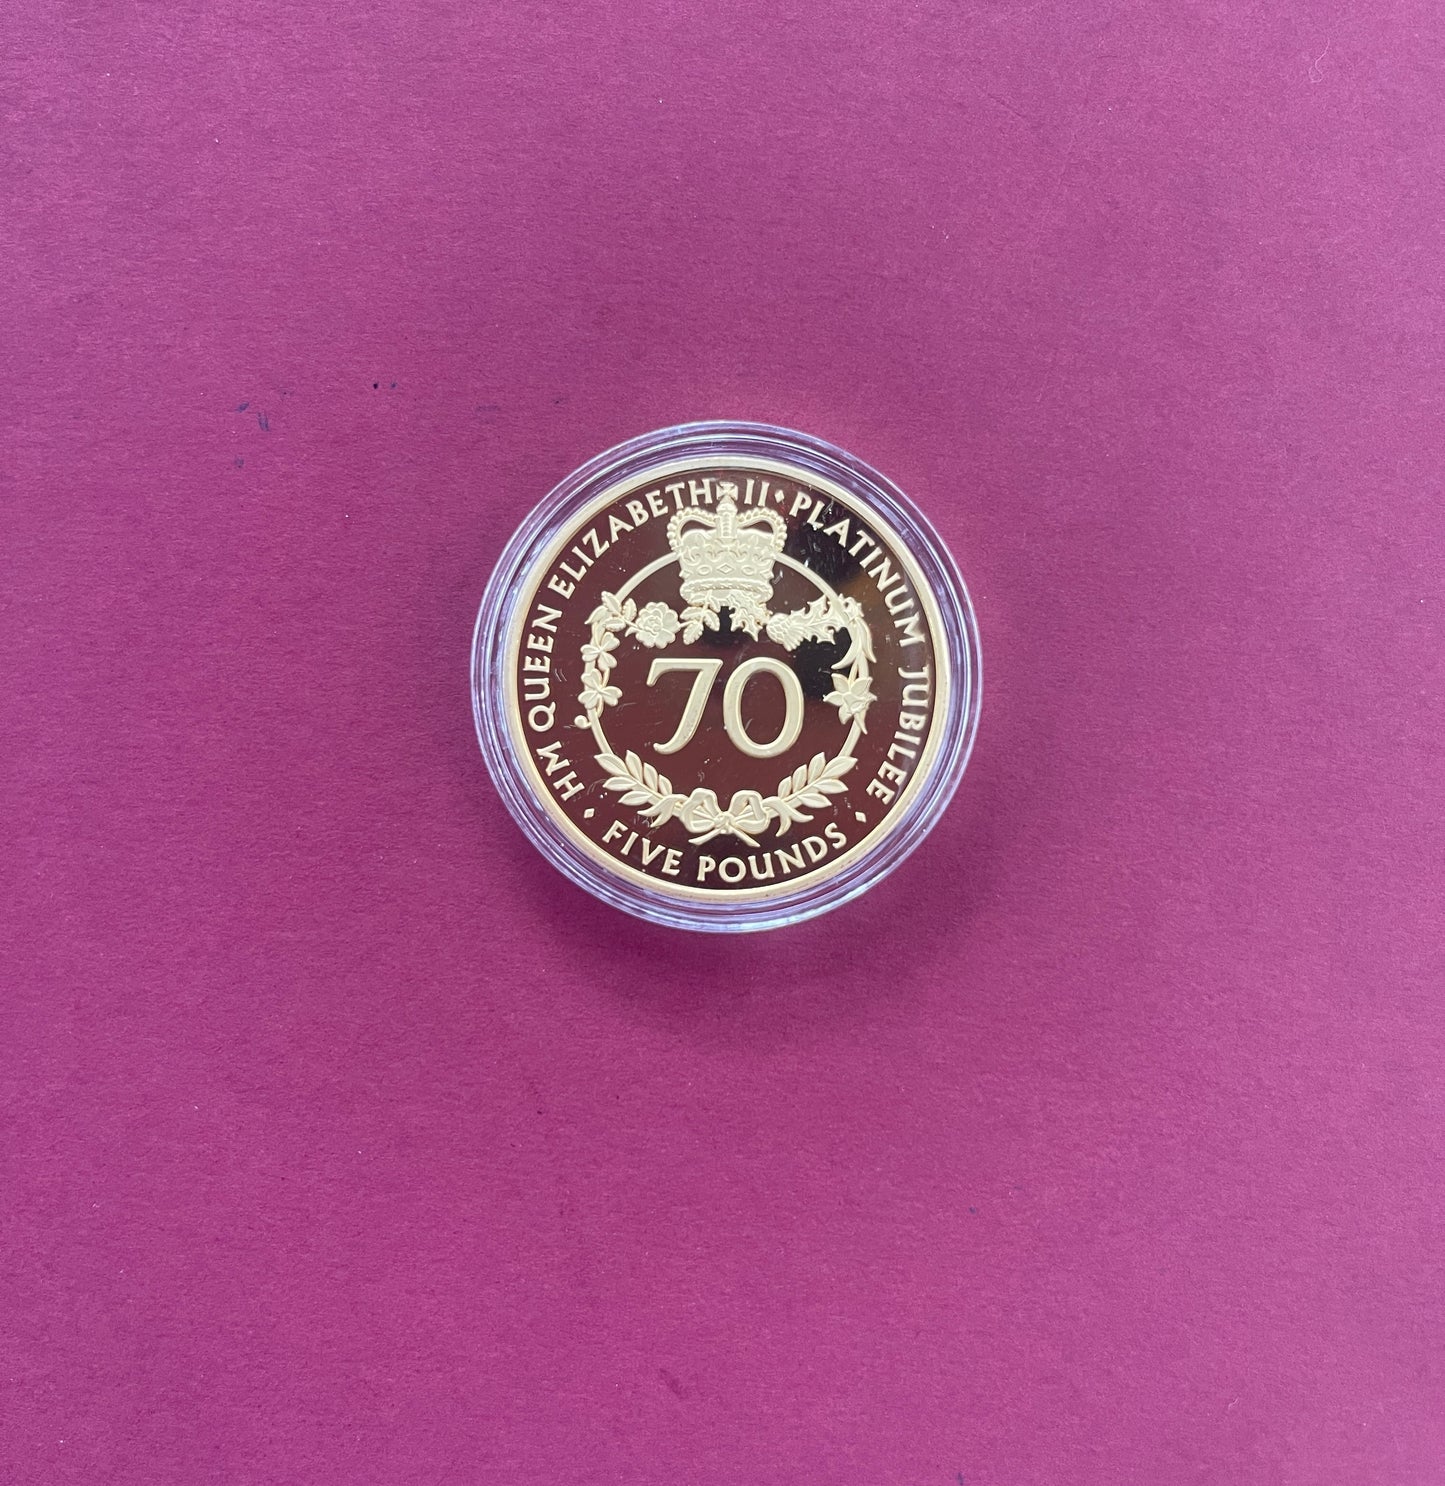 HM QUEEN ELIZABETH II · PLATINUM JUBILEE
70
· FIVE POUNDS ·